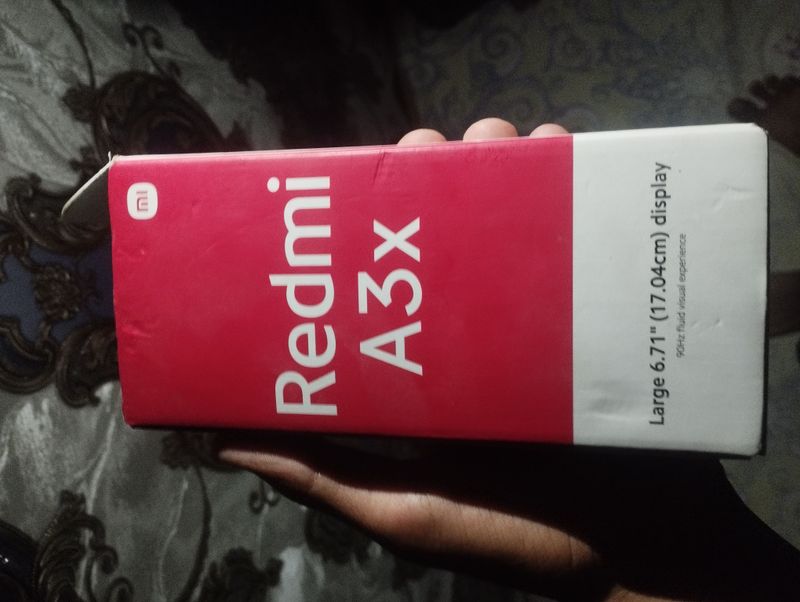 mi
Redmi
A3x
Large 6.71" (17.04cm) display
90Hz fluid visual experience